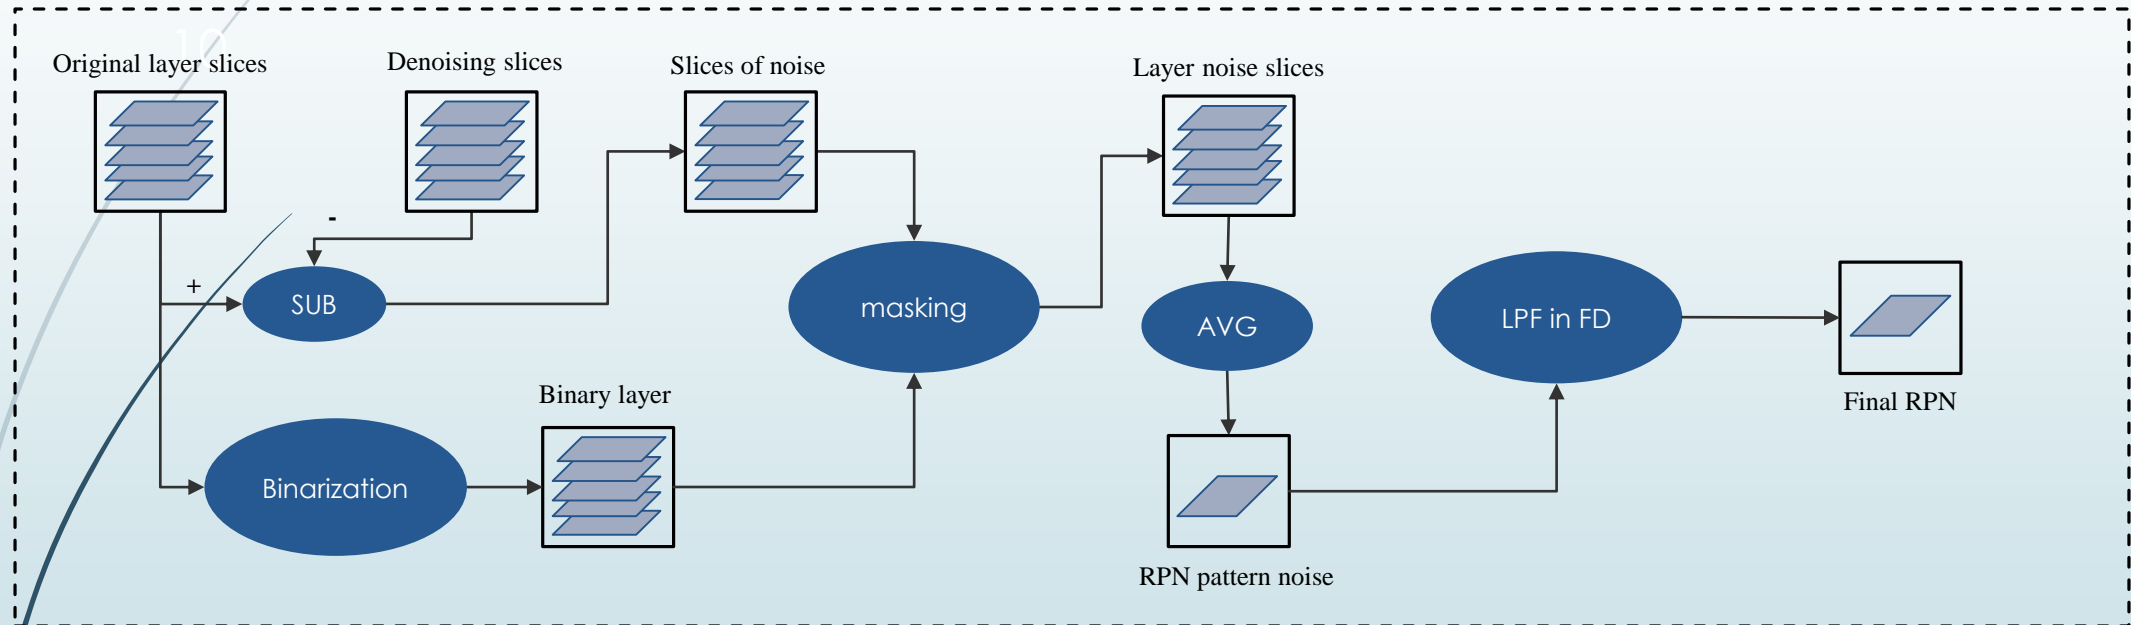 10
Original layer slices
Denoising slices
Slices of noise
Layer noise slices
-
+
SUB
masking
AVG
LPF in FD
Binary layer
Final RPN
Binarization
RPN pattern noise